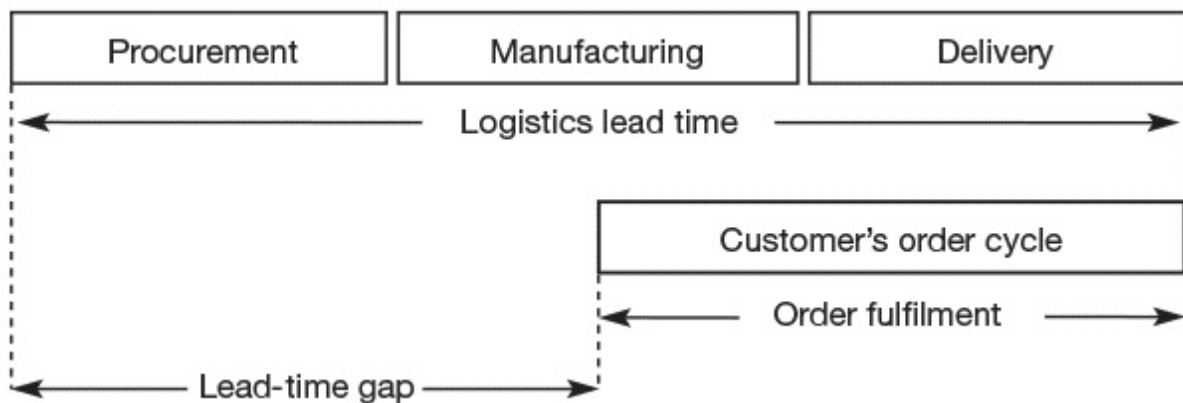 Procurement
Manufacturing
Delivery
Logistics lead time
Customer's order cycle
Order fulfilment
Lead-time gap